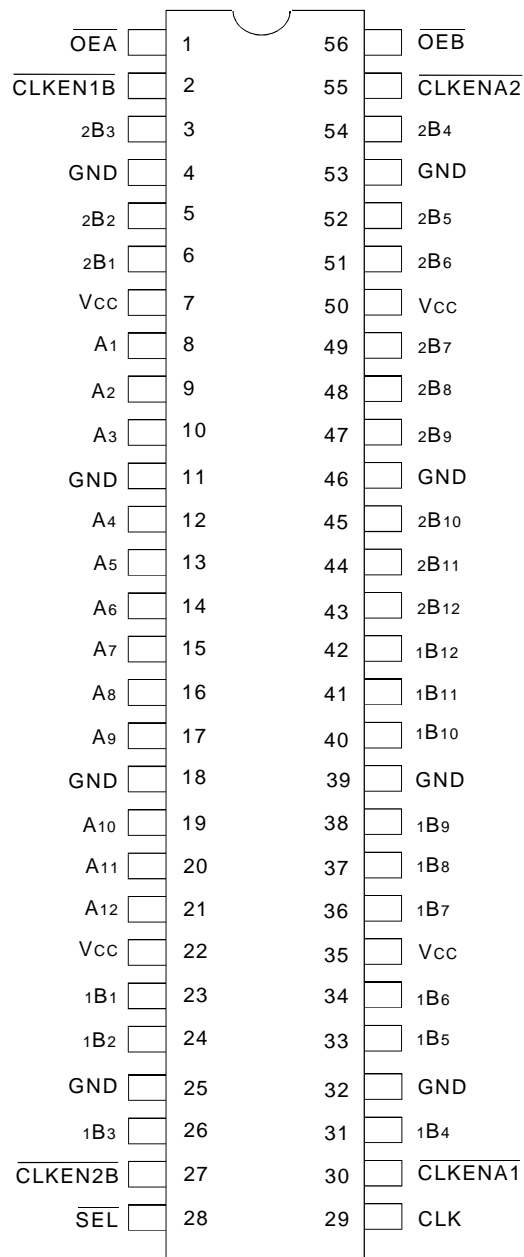 OEA 1 56 OEB
CLKEN1B 2 55 CLKENA2
2B3 3 54 2B4
GND 4 53 GND
2B2 5 52 2B5
2B1 6 51 2B6
VCC 7 50 VCC
A1 8 49 2B7
A2 9 48 2B8
A3 10 47 2B9
GND 11 46 GND
A4 12 45 2B10
A5 13 44 2B11
A6 14 43 2B12
A7 15 42 1B12
A8 16 41 1B11
A9 17 40 1B10
GND 18 39 GND
A10 19 38 1B9
A11 20 37 1B8
A12 21 36 1B7
VCC 22 35 VCC
1B1 23 34 1B6
1B2 24 33 1B5
GND 25 32 GND
1B3 26 31 1B4
CLKEN2B 27 30 CLKENA1
SEL 28 29 CLK